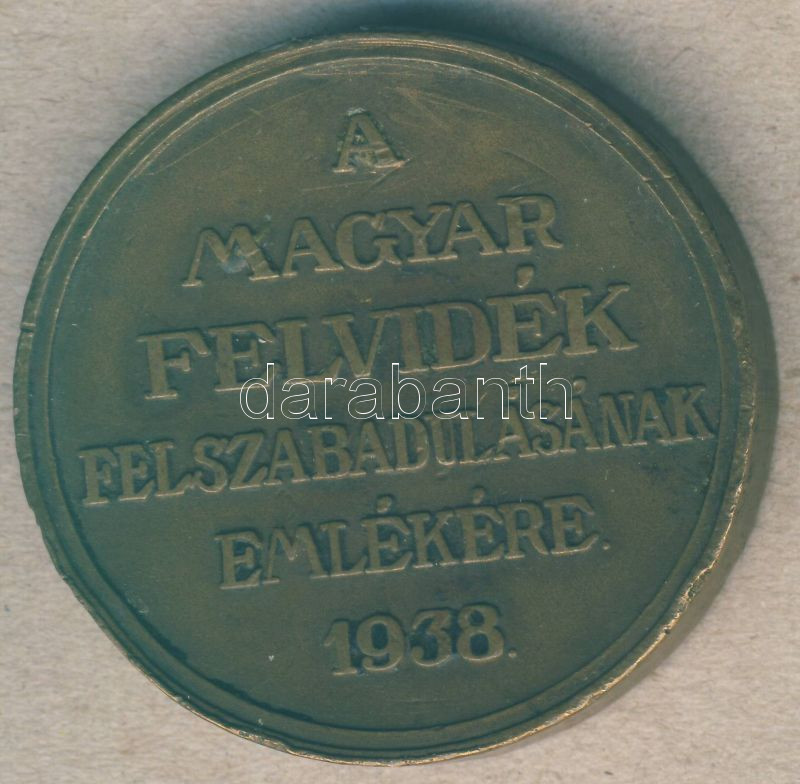 A
MAGYAR
FELVIDÉK
darabanth
FELSZABADULÁSÁNAK
EMLÉKÉRE.
1938.